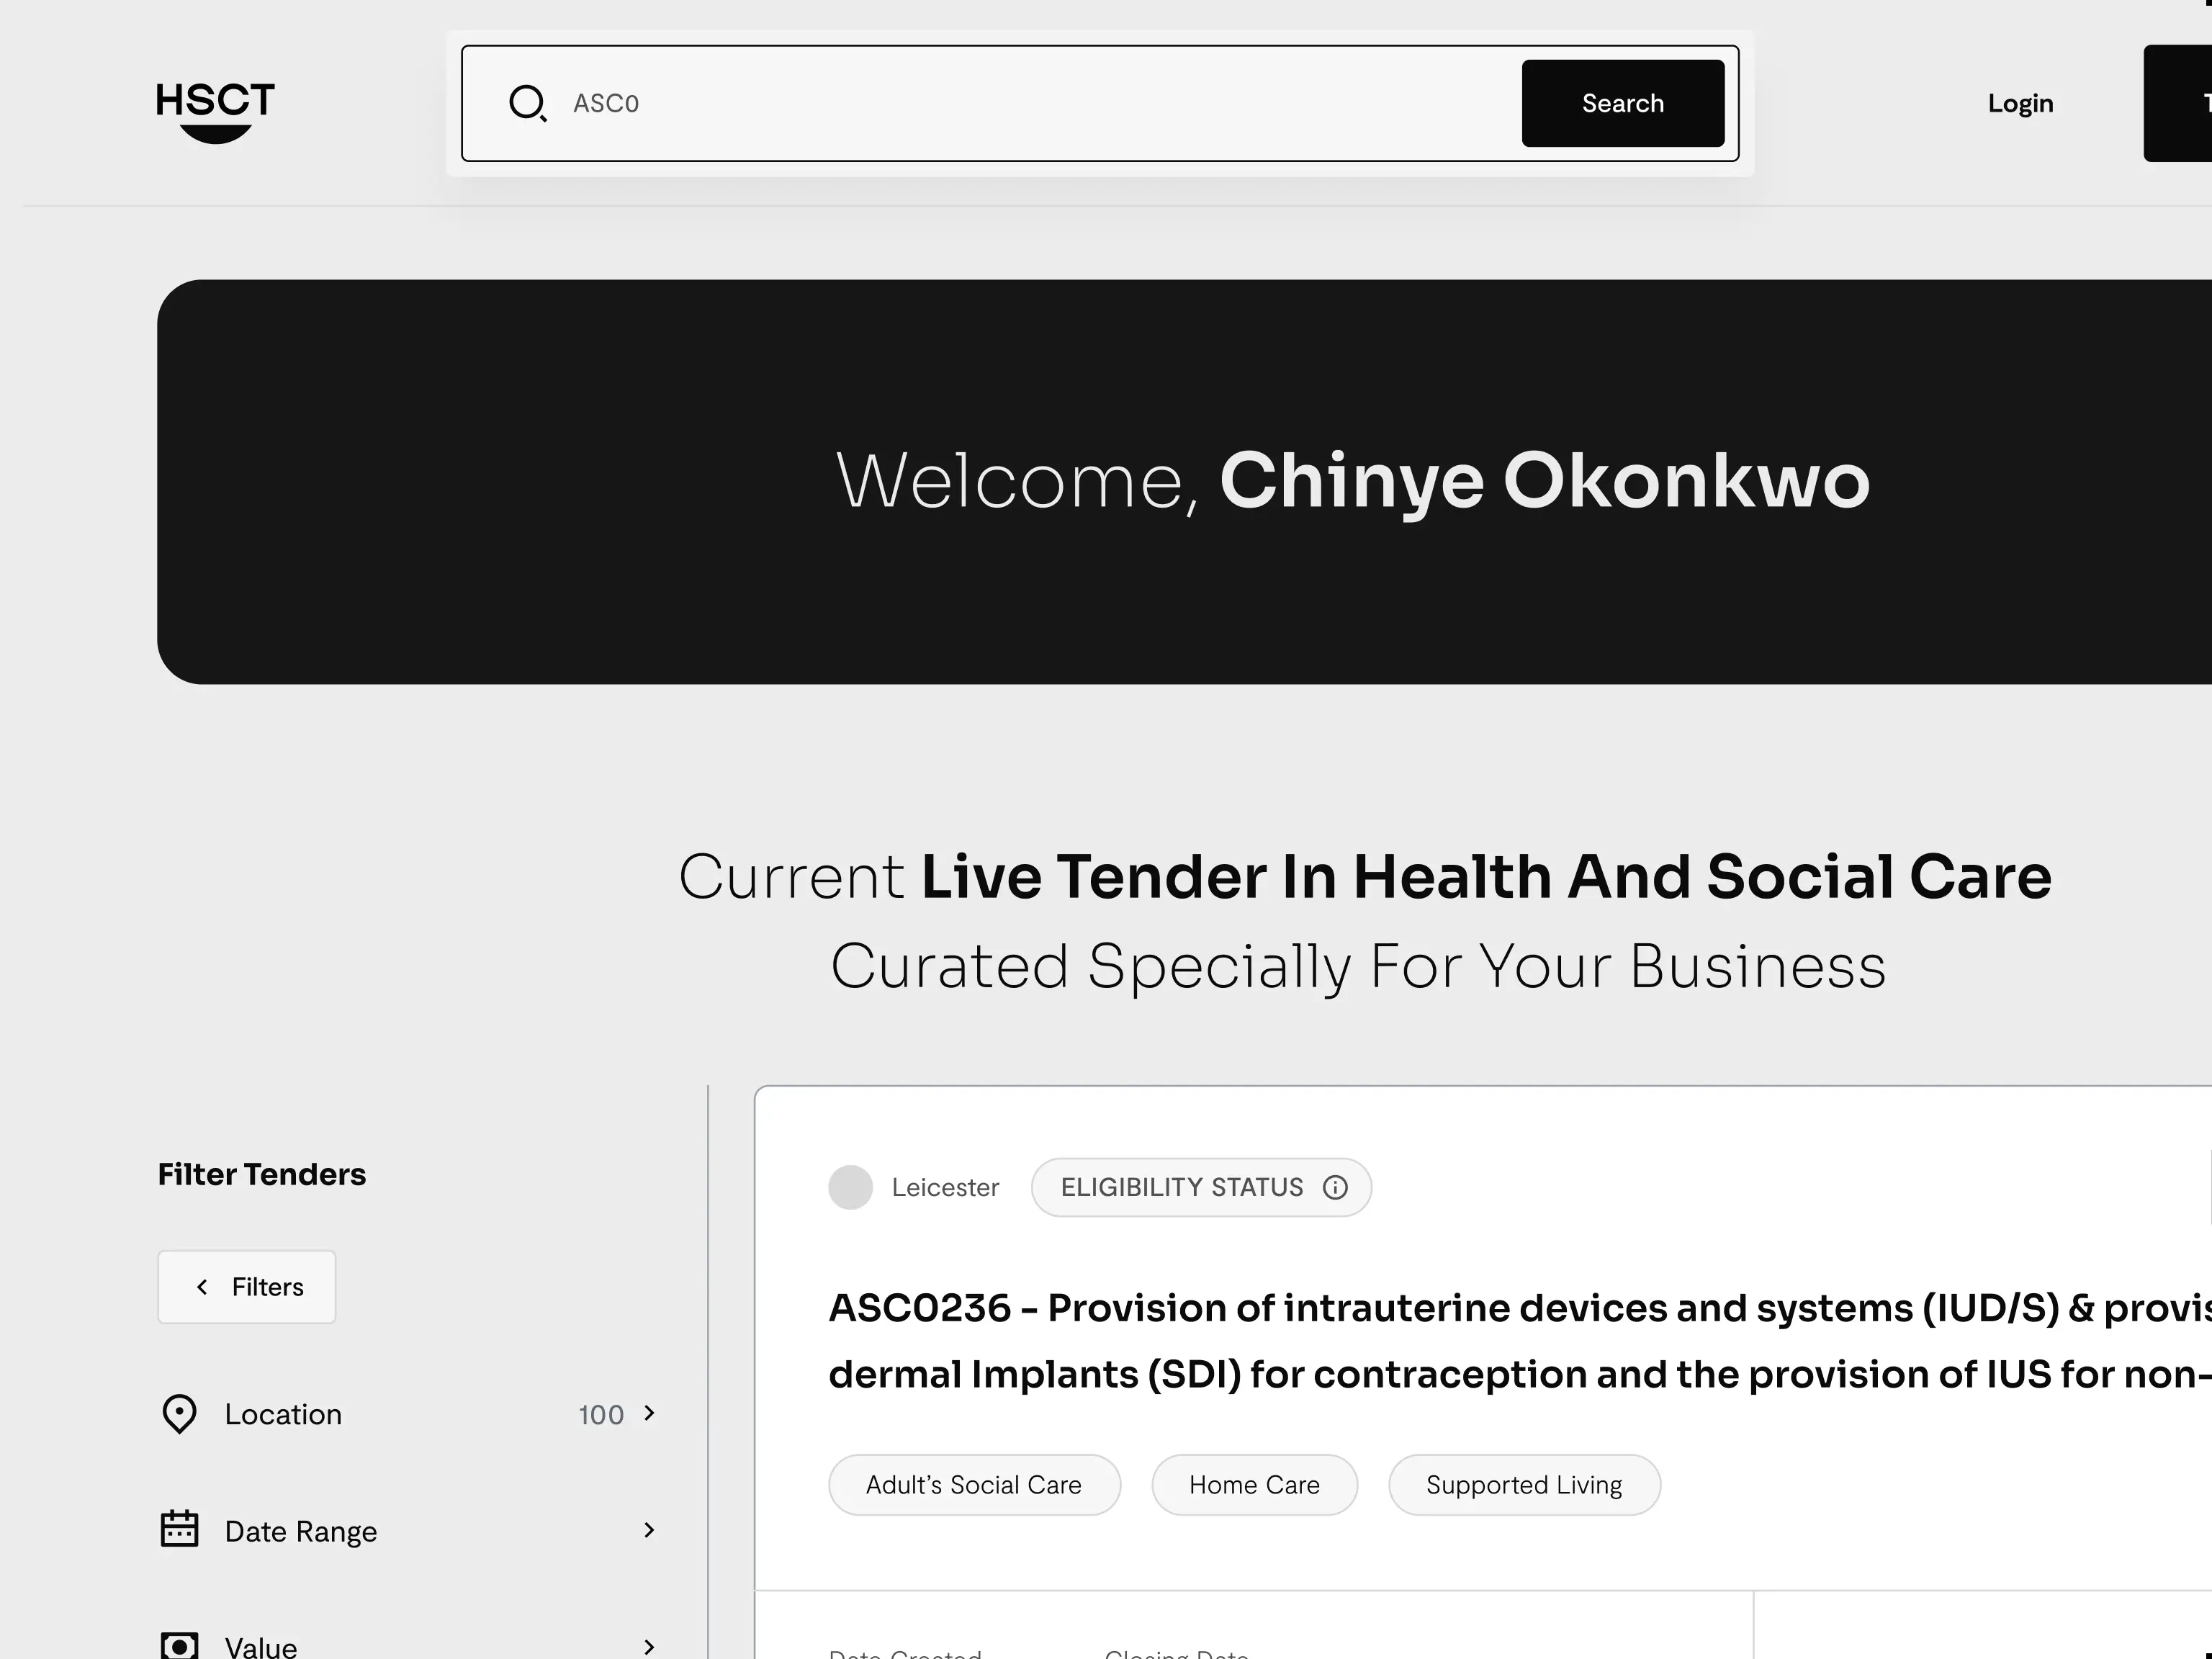 HSCT
ASC0
Search
Login
Welcome, Chinye Okonkwo
Current Live Tender In Health And Social Care
Curated Specially For Your Business
Filter Tenders
Filters
Location 100
Date Range
Value
Leicester
ELIGIBILITY STATUS
ASC0236 - Provision of intrauterine devices and systems (IUD/S) & provis
dermal Implants (SDI) for contraception and the provision of IUS for non-
Adult's Social Care
Home Care
Supported Living
Date Created
Closing Date